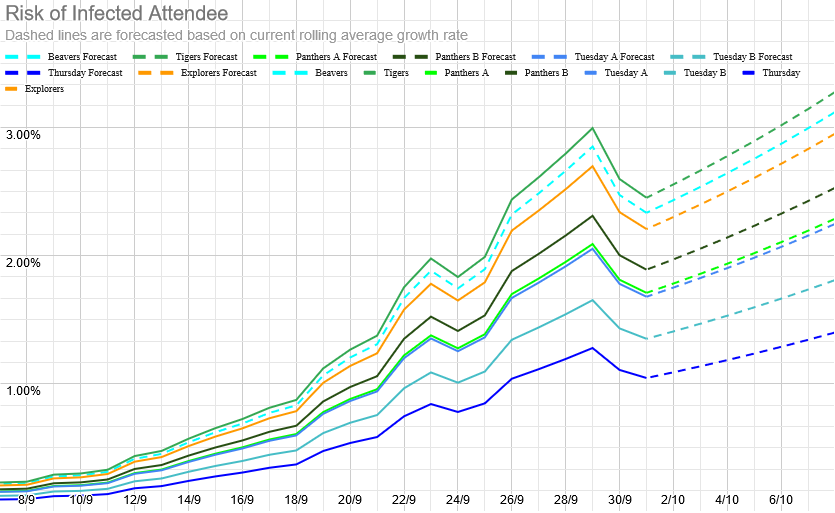 Risk of Infected Attendee
Dashed lines are forecasted based on current rolling average growth rate
Beavers Forecast Tigers Forecast Panthers A Forecast Panthers B Forecast Tuesday A Forecast Tuesday B Forecast
Thursday Forecast Explorers Forecast Beavers Tigers Panthers A Panthers B Tuesday A Tuesday B Thursday
Explorers
3.00%
2.00%
1.00%
8/9 10/9 12/9 14/9 16/9 18/9 20/9 22/9 24/9 26/9 28/9 30/9 2/10 4/10 6/10